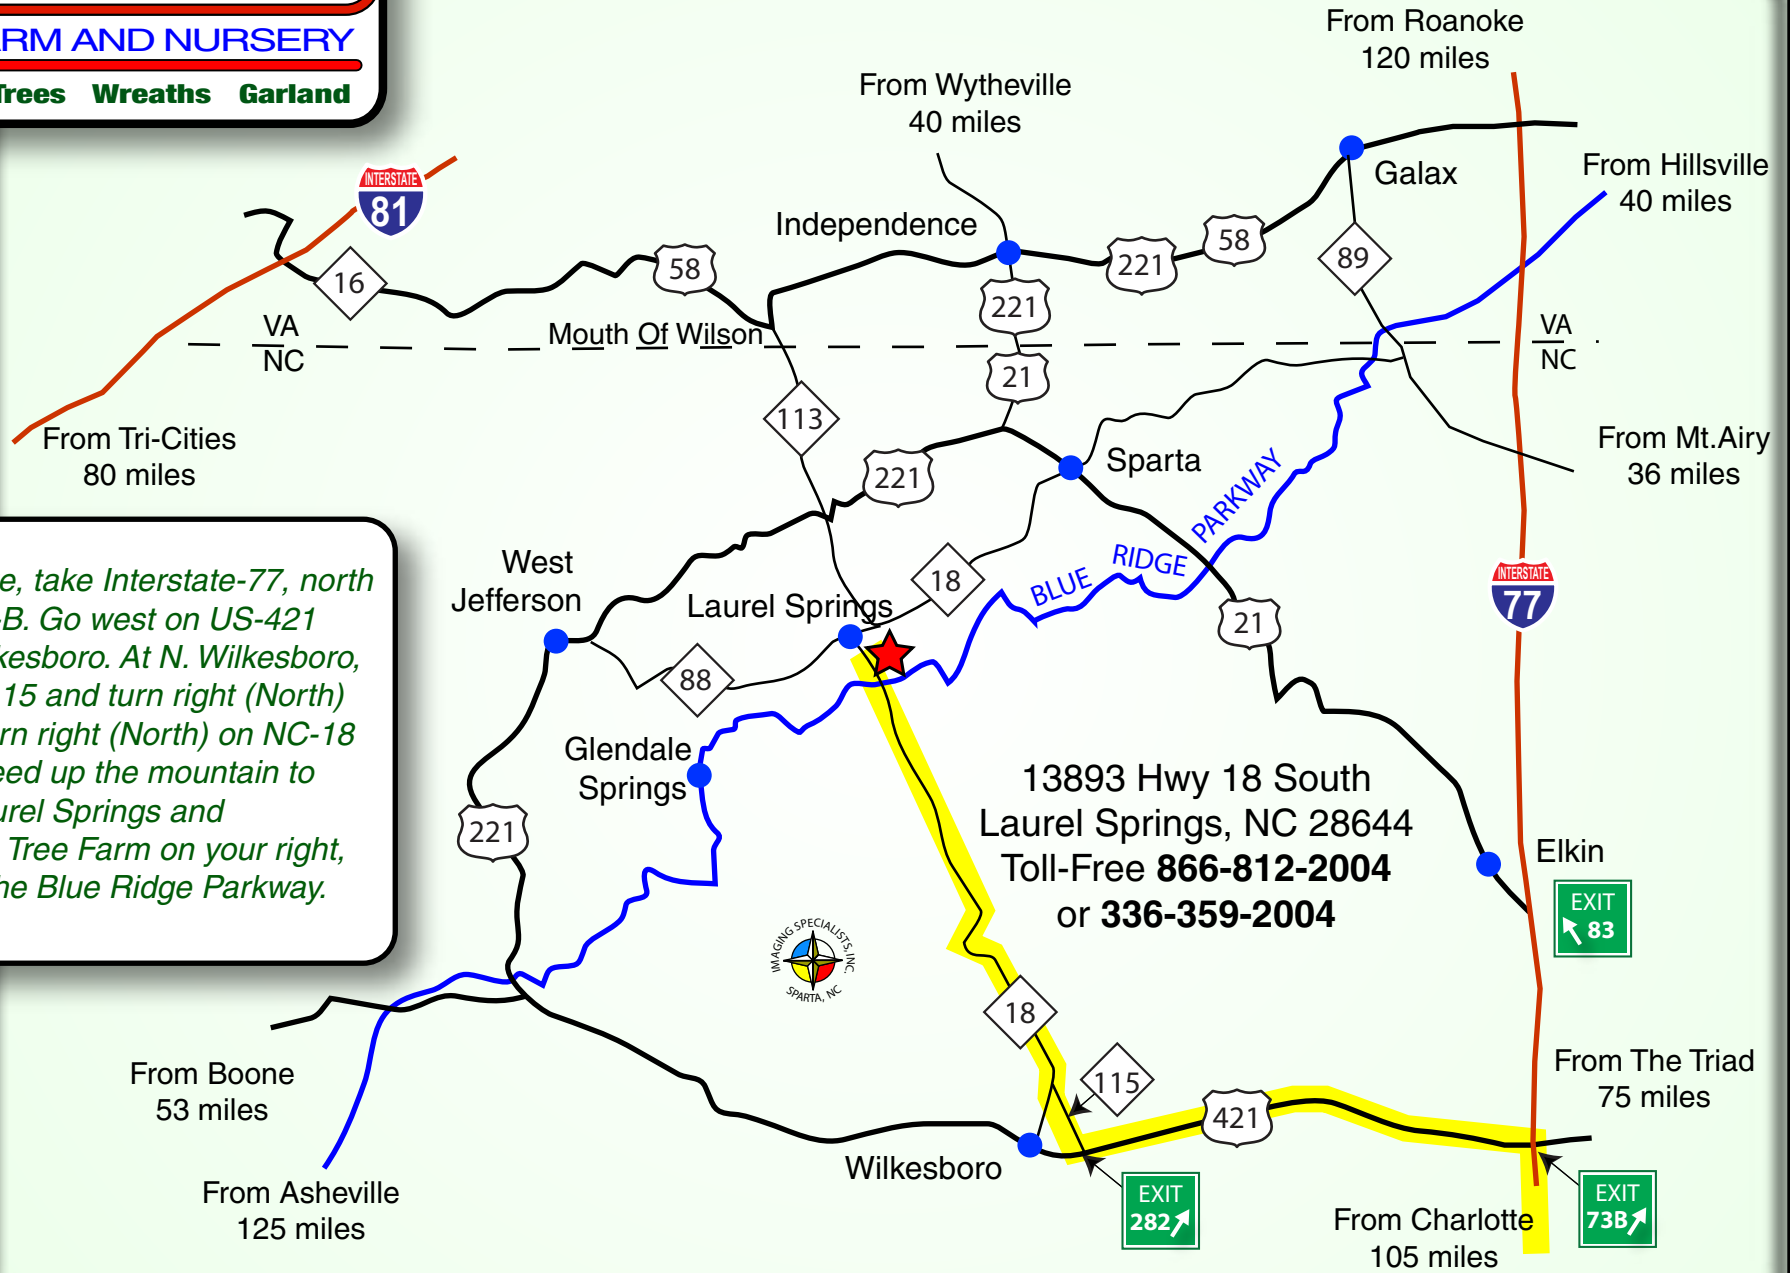 AND NURSERY
Trees Wreaths Garland
From Roanoke
120 miles
From Wytheville
40 miles
Galax
From Hillsville
40 miles
INTERSTATE
81
Independence
58
221
89
16
58
221
VA
NC
Mouth Of Wilson
VA
NC
21
113
From Tri-Cities
80 miles
221
Sparta
From Mt.Airy
36 miles
BLUE RIDGE PARKWAY
West
Jefferson
18
Laurel Springs
INTERSTATE
77
21
88
take Interstate-77, north
Go west on US-421
At N. Wilkesboro,
15 and turn right (North)
right (North) on NC-18
up the mountain to
Springs and
Tree Farm on your right,
the Blue Ridge Parkway.
Glendale
Springs
221
13893 Hwy 18 South
Laurel Springs, NC 28644
Toll-Free 866-812-2004
or 336-359-2004
Elkin
EXIT
83
IMAGING SPECIALISTS, INC.
SPARTA, NC
18
From Boone
53 miles
115
421
From The Triad
75 miles
Wilkesboro
From Asheville
125 miles
EXIT
282
EXIT
73B
From Charlotte
105 miles